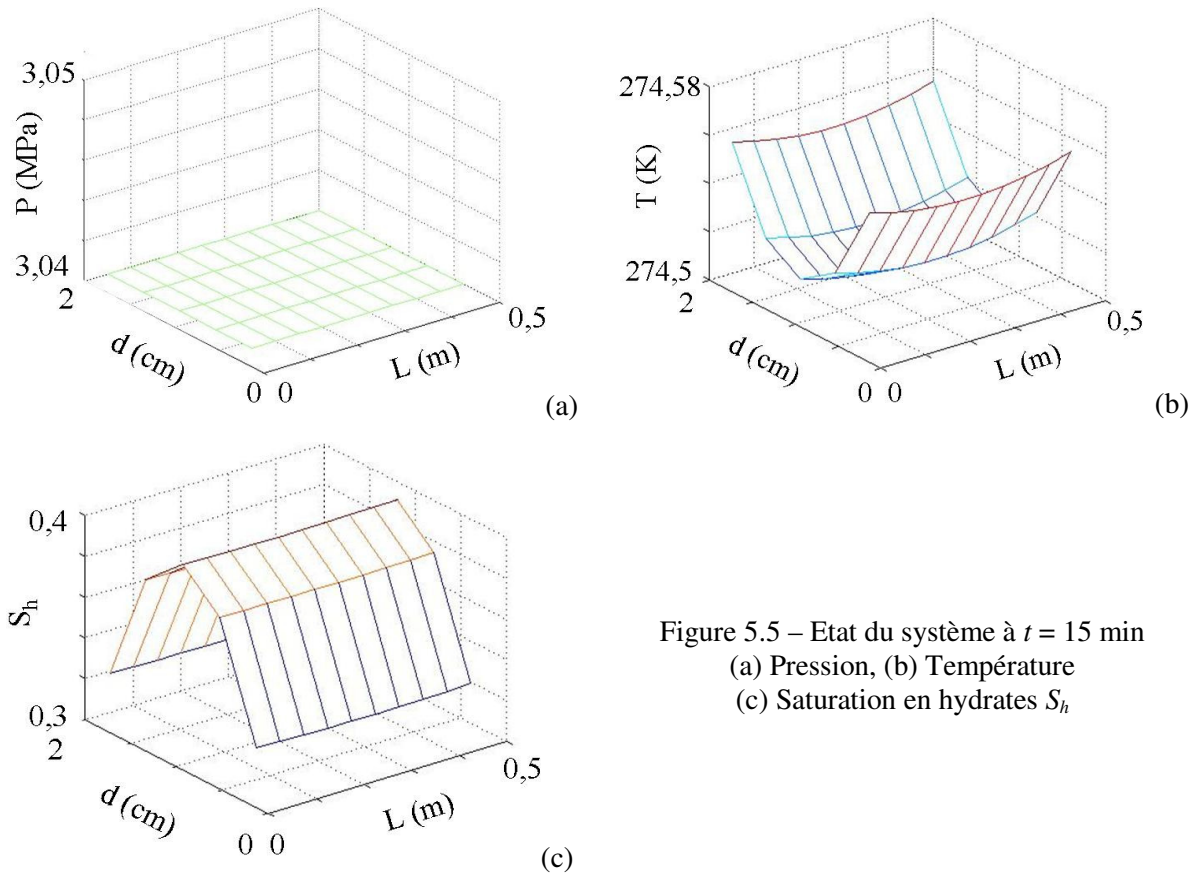 3,05
P (MPa)
3,04
2
d (cm)
0 0
L (m)
0,5
(a)
274,58
T (K)
274,5
2
d (cm)
0 0
L (m)
0,5
(b)
0,4
S_h
0,3
2
d (cm)
0 0
L (m)
0,5
(c)
Figure 5.5 – Etat du système à t = 15 min
(a) Pression, (b) Température
(c) Saturation en hydrates S_h